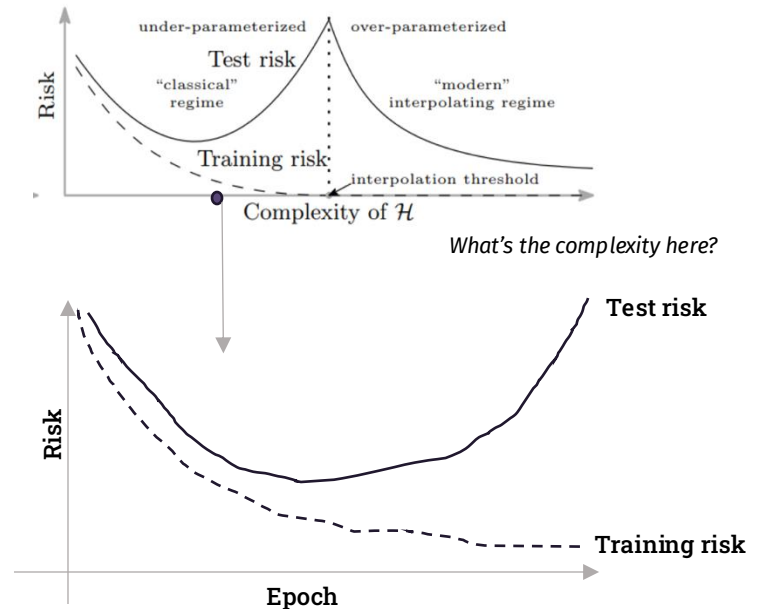 under-parameterized
over-parameterized
Test risk
“classical”
regime
“modern”
interpolating regime
Risk
Training risk
interpolation threshold
Complexity of ℋ
What's the complexity here?
Test risk
Risk
Training risk
Epoch